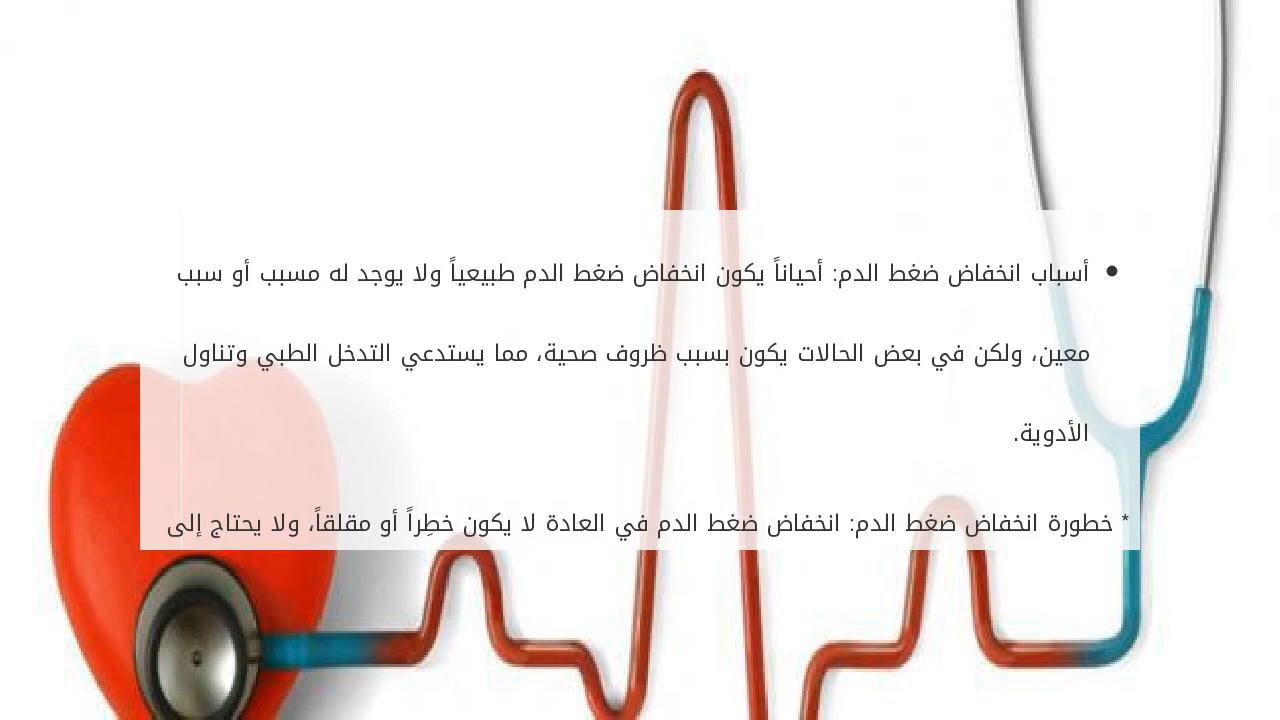 • أسباب انخفاض ضغط الدم: أحياناً يكون انخفاض ضغط الدم طبيعياً ولا يوجد له مسبب أو سبب
معين، ولكن في بعض الحالات يكون بسبب ظروف صحية، مما يستدعي التدخل الطبي وتناول
الأدوية.
* خطورة انخفاض ضغط الدم: انخفاض ضغط الدم في العادة لا يكون خطِراً أو مقلقاً، ولا يحتاج إلى